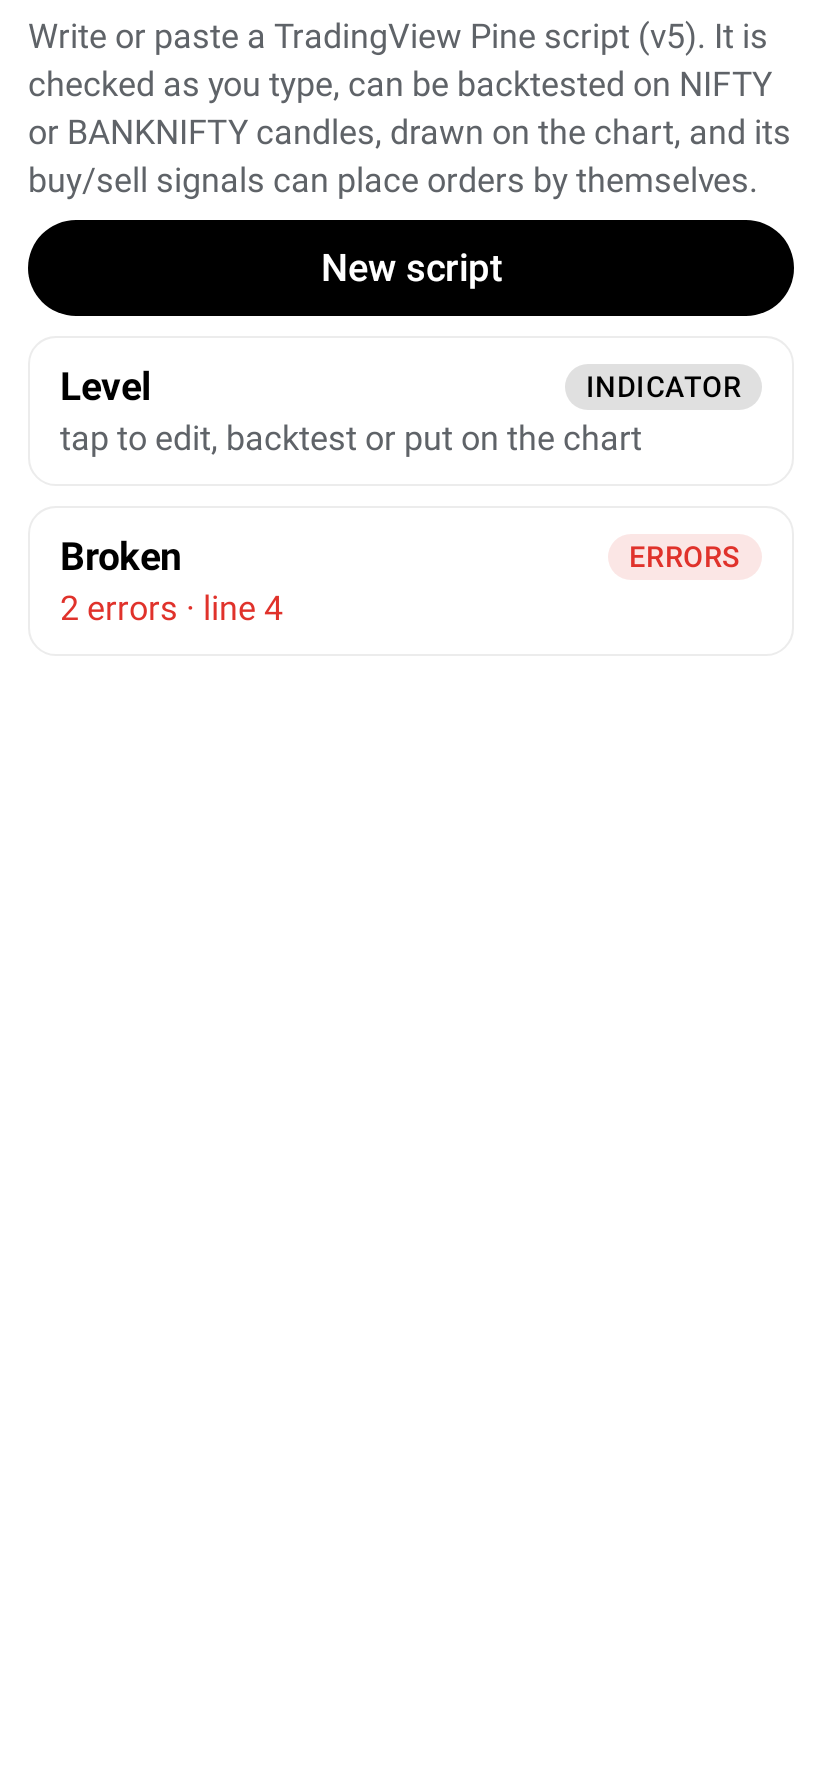 Write or paste a TradingView Pine script (v5). It is
checked as you type, can be backtested on NIFTY
or BANKNIFTY candles, drawn on the chart, and its
buy/sell signals can place orders by themselves.
New script
Level
INDICATOR
tap to edit, backtest or put on the chart
Broken
ERRORS
2 errors · line 4